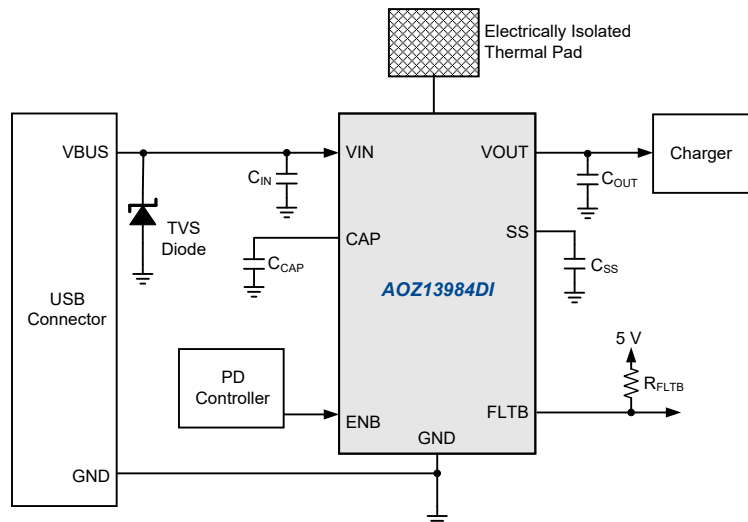 Electrically Isolated
Thermal Pad
VBUS
VIN
VOUT
Charger
CIN
COUT
TVS
Diode
CAP
SS
CCAP
CSS
AOZ13984DI
USB
Connector
5 V
PD
Controller
RFLTB
ENB
FLTB
GND
GND